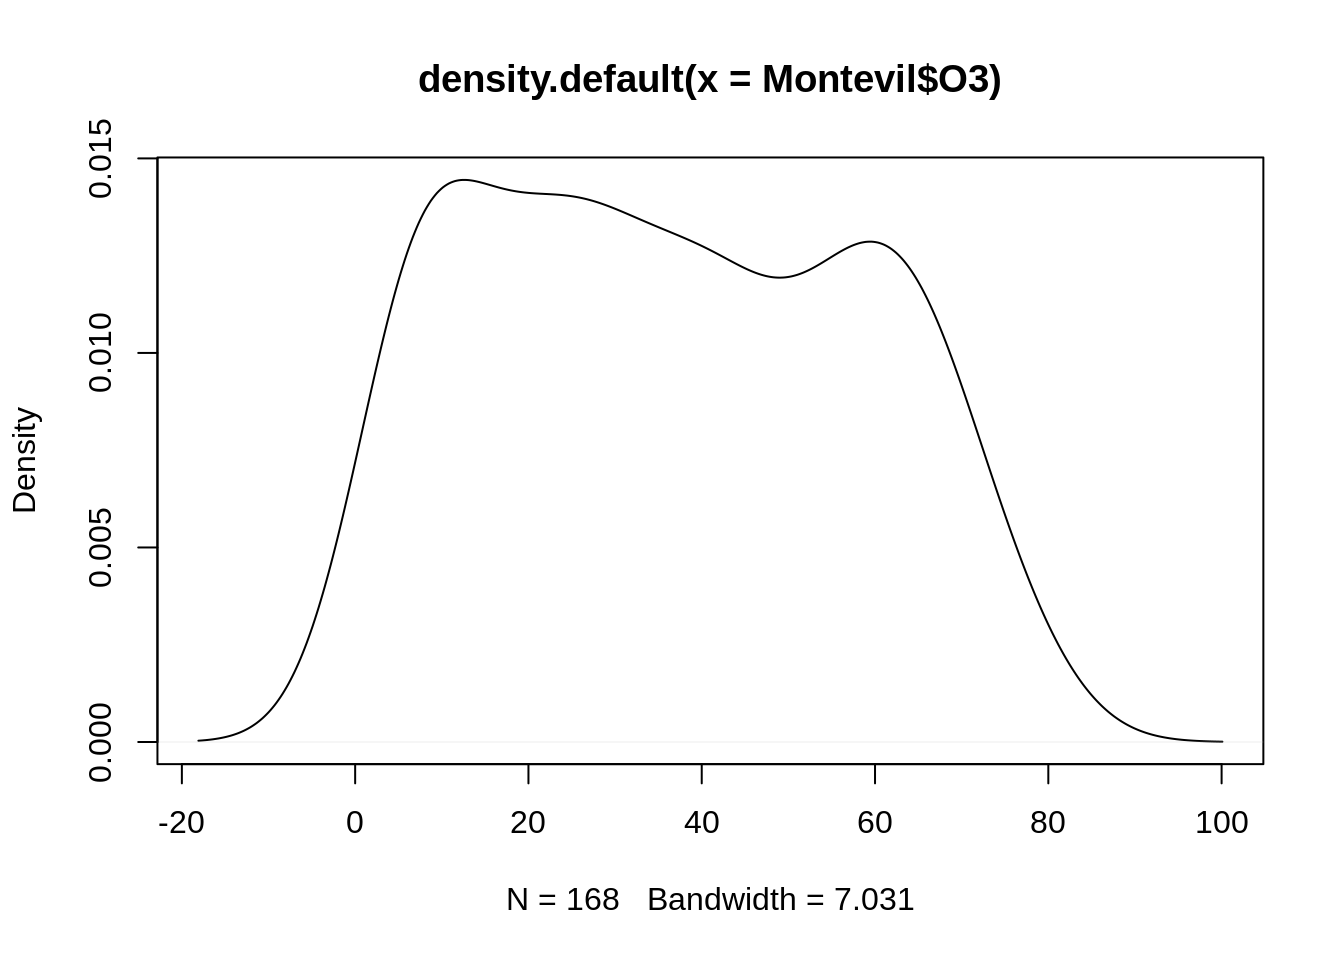 density.default(x = Montevil$O3)
Density
0.015
0.010
0.005
0.000
-20 0 20 40 60 80 100
N = 168 Bandwidth = 7.031